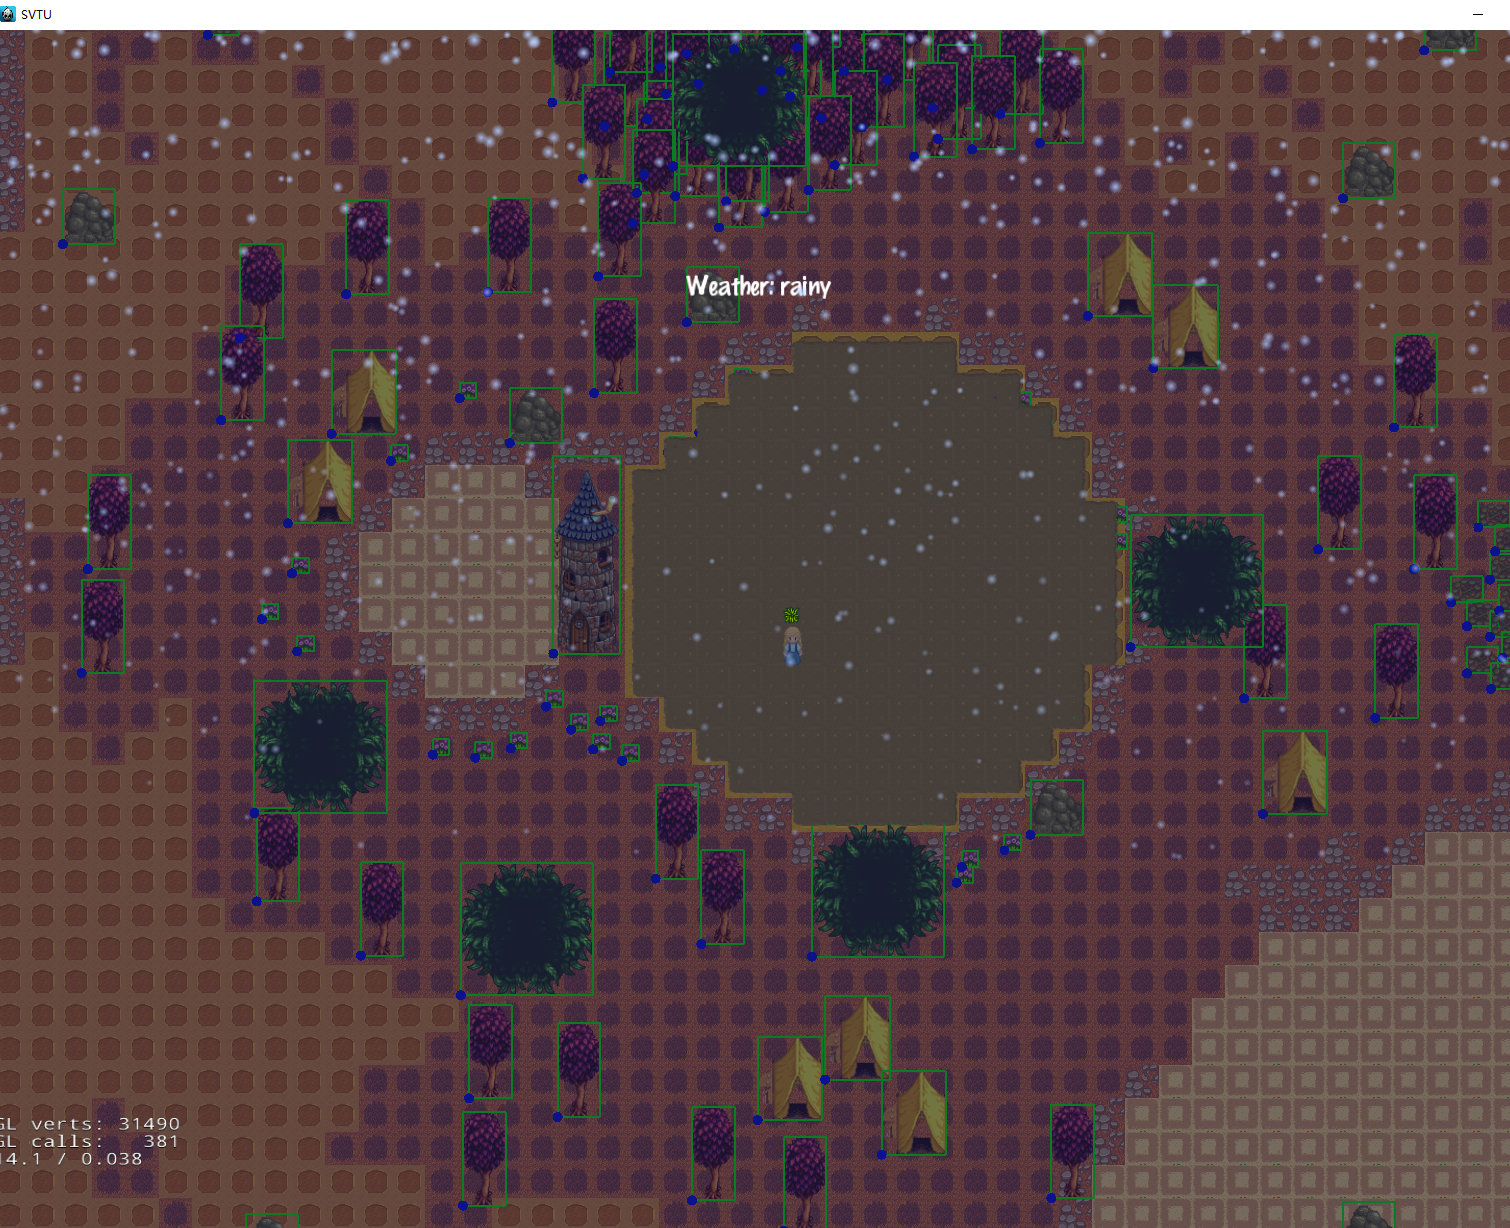 SVTU
Weather: rainy
GL verts: 31490
GL calls: 381
14.1 / 0.038